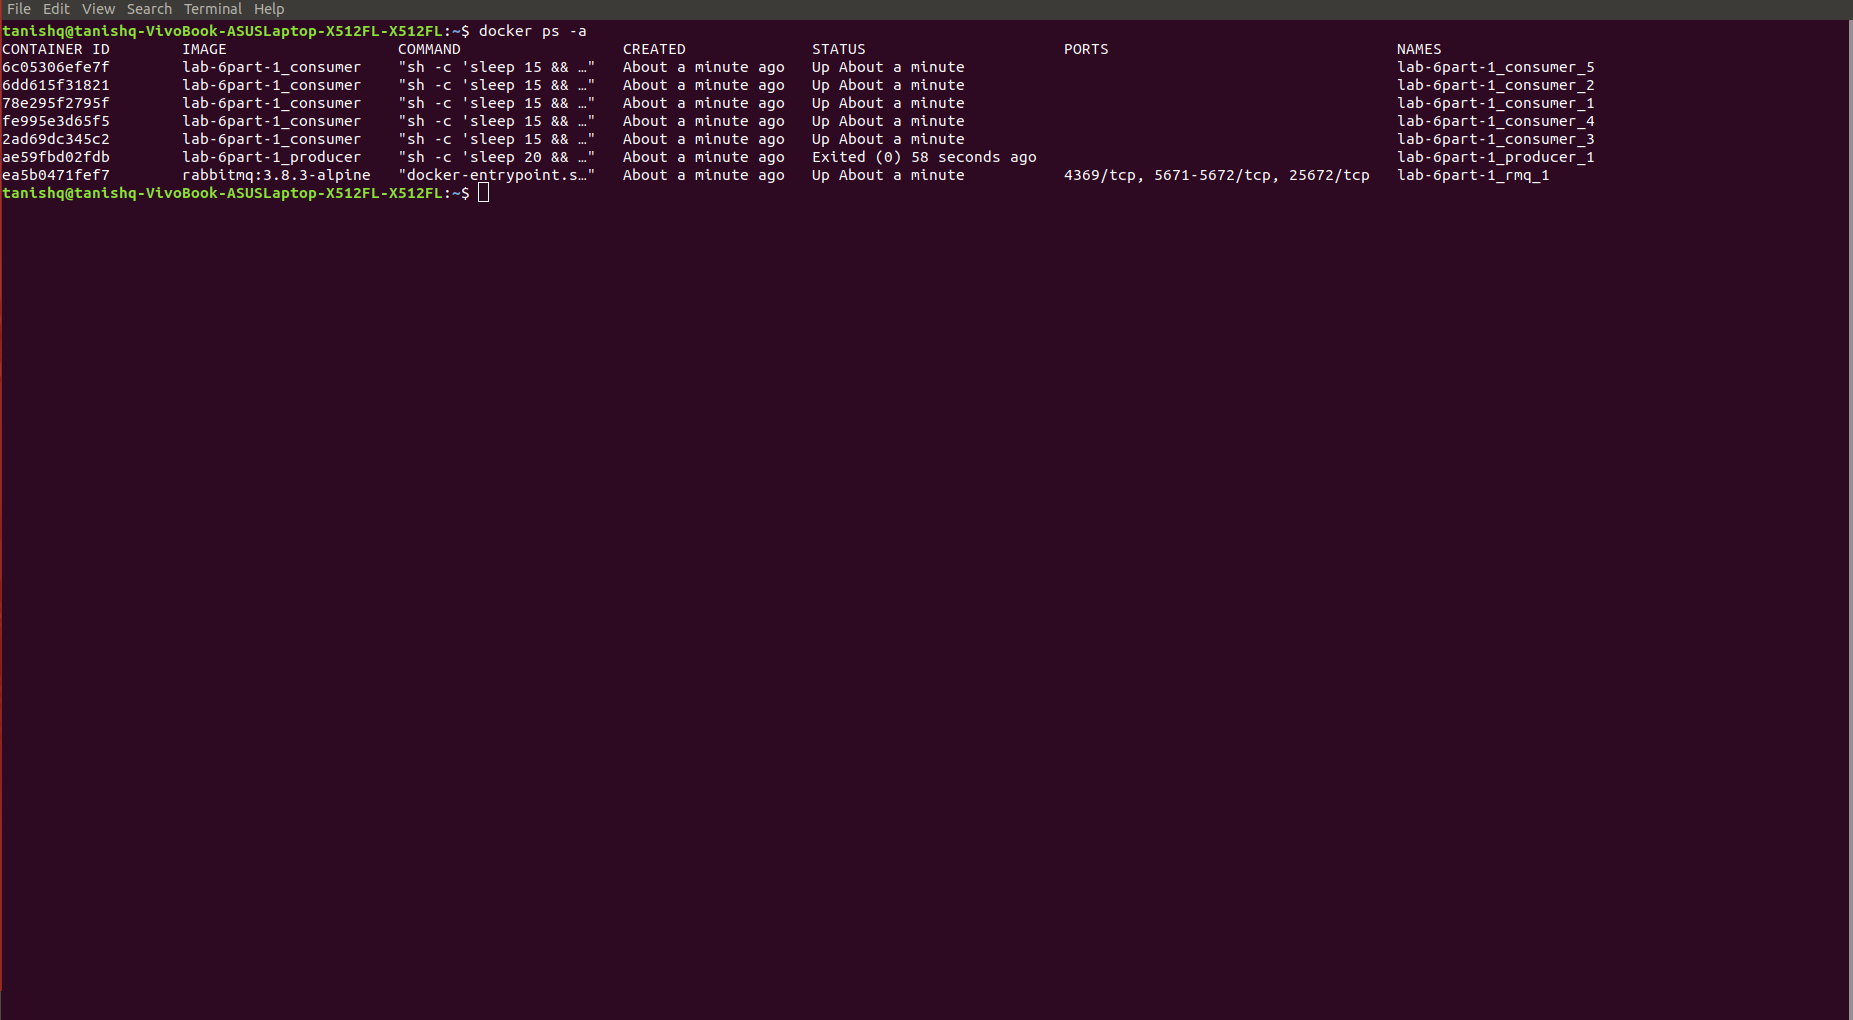 File Edit View Search Terminal Help
tanishq@tanishq-VivoBook-ASUSLaptop-X512FL-X512FL:~$ docker ps -a
CONTAINER ID IMAGE COMMAND CREATED STATUS PORTS NAMES
6c05306efe7f lab-6part-1_consumer "sh -c 'sleep 15 && …" About a minute ago Up About a minute lab-6part-1_consumer_5
6dd615f31821 lab-6part-1_consumer "sh -c 'sleep 15 && …" About a minute ago Up About a minute lab-6part-1_consumer_2
78e295f2795f lab-6part-1_consumer "sh -c 'sleep 15 && …" About a minute ago Up About a minute lab-6part-1_consumer_1
fe995e3d65f5 lab-6part-1_consumer "sh -c 'sleep 15 && …" About a minute ago Up About a minute lab-6part-1_consumer_4
2ad69dc345c2 lab-6part-1_consumer "sh -c 'sleep 15 && …" About a minute ago Up About a minute lab-6part-1_consumer_3
ae59fbd02fdb lab-6part-1_producer "sh -c 'sleep 20 && …" About a minute ago Exited (0) 58 seconds ago lab-6part-1_producer_1
ea5b0471fef7 rabbitmq:3.8.3-alpine "docker-entrypoint.s…" About a minute ago Up About a minute 4369/tcp, 5671-5672/tcp, 25672/tcp lab-6part-1_rmq_1
tanishq@tanishq-VivoBook-ASUSLaptop-X512FL-X512FL:~$